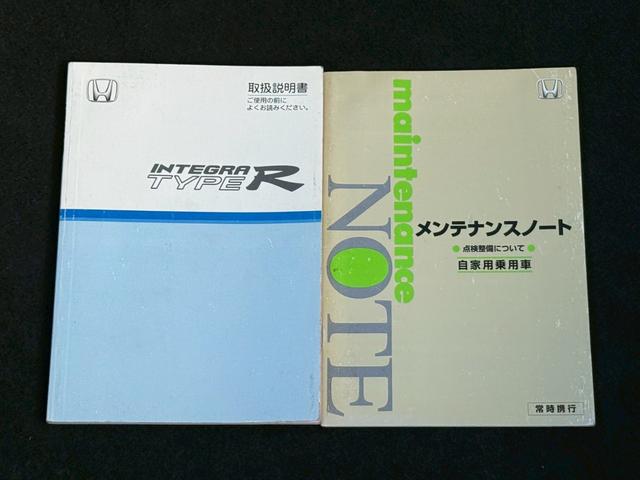 取扱説明書
ご使用の前に
よくお読みください。
INTEGRA
TYPE R
maintenance
NOTE
メンテナンスノート
点検整備について
自家用乗用車
常時携行